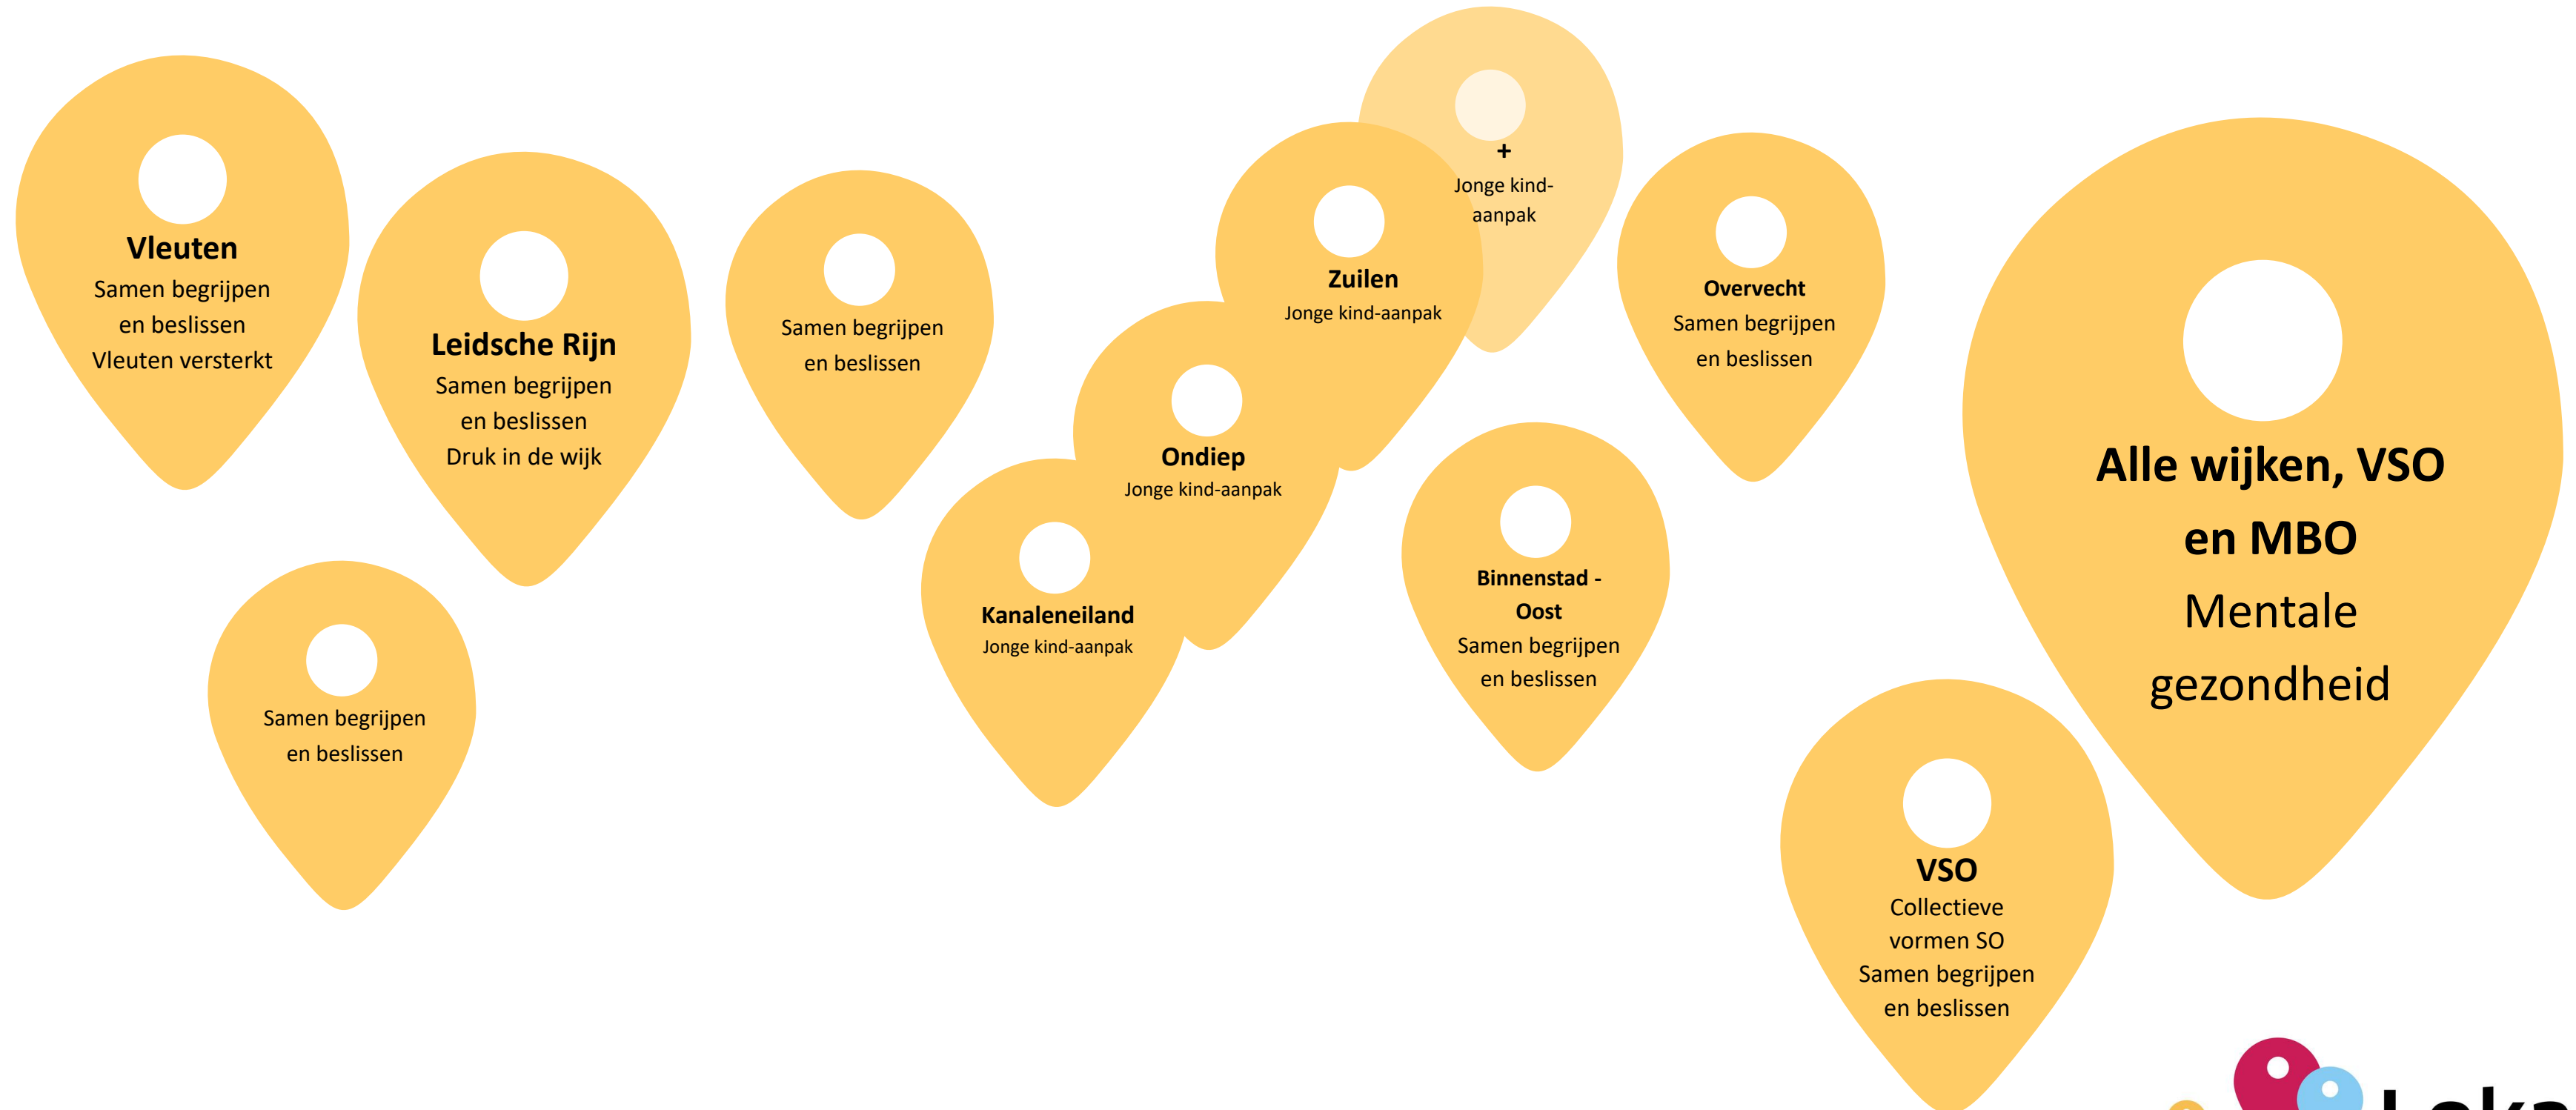 Vleuten
Samen begrijpen
en beslissen
Vleuten versterkt
Leidsche Rijn
Samen begrijpen
en beslissen
Druk in de wijk
Samen begrijpen
en beslissen
Samen begrijpen
en beslissen
Kanaleneiland
Jonge kind-aanpak
Ondiep
Jonge kind-aanpak
Zuilen
Jonge kind-aanpak
+
Jonge kind-
aanpak
Overvecht
Samen begrijpen
en beslissen
Binnenstad -
Oost
Samen begrijpen
en beslissen
Alle wijken, VSO
en MBO
Mentale
gezondheid
VSO
Collectieve
vormen SO
Samen begrijpen
en beslissen